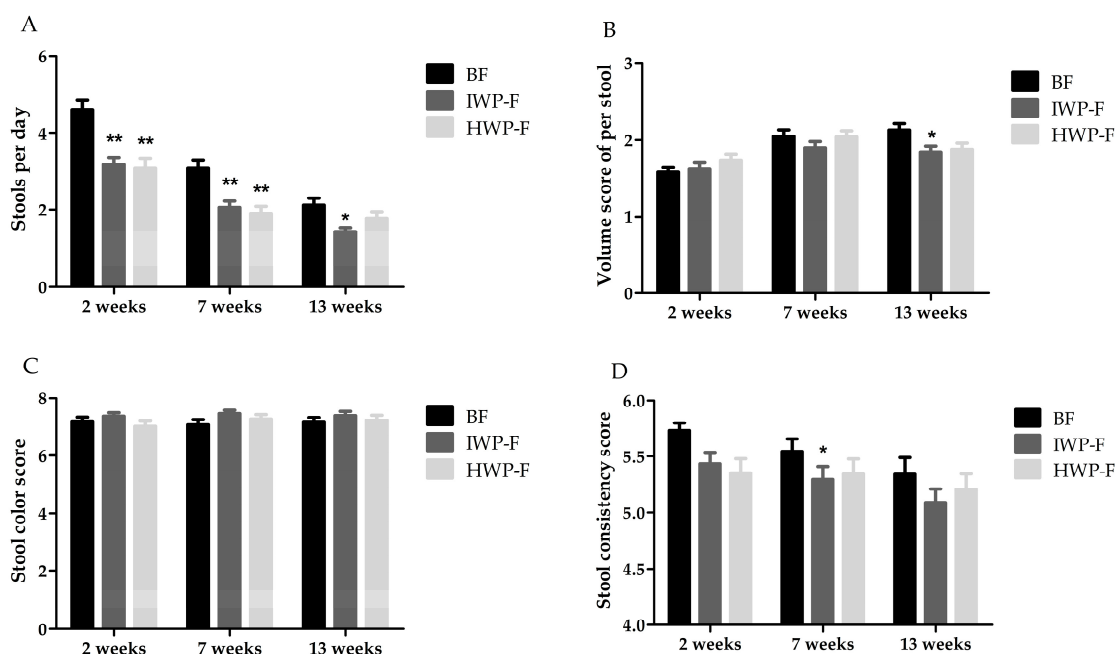 A
Stools per day
6
4
2
0
** **
** **
*
2 weeks 7 weeks 13 weeks
BF
IWP-F
HWP-F
B
Volume score of per stool
3
2
1
0
*
2 weeks 7 weeks 13 weeks
BF
IWP-F
HWP-F
C
Stool color score
8
6
4
2
0
2 weeks 7 weeks 13 weeks
BF
IWP-F
HWP-F
D
Stool consistency score
6.0
5.5
5.0
4.5
4.0
*
2 weeks 7 weeks 13 weeks
BF
IWP-F
HWP-F